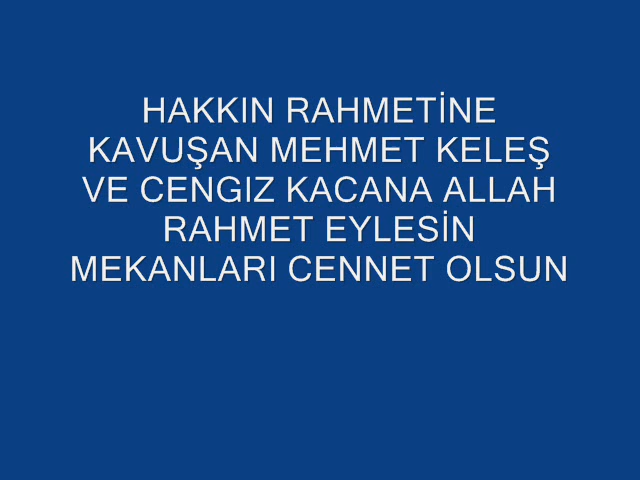 HAKKIN RAHMETİNE
KAVUŞAN MEHMET KELEŞ
VE CENGIZ KACANA ALLAH
RAHMET EYLESİN
MEKANLARI CENNET OLSUN